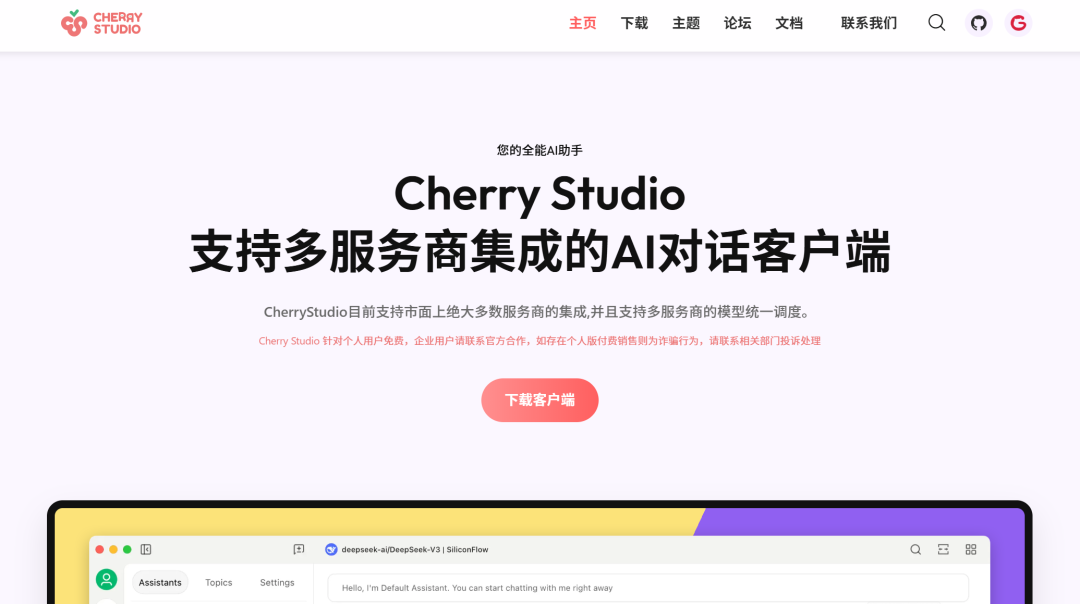 CHERRY
STUDIO
主页 下载 主题 论坛 文档 联系我们
您的全能AI助手
Cherry Studio
支持多服务商集成的AI对话客户端
CherryStudio目前支持市面上绝大多数服务商的集成,并且支持多服务商的模型统一调度。
Cherry Studio 针对个人用户免费，企业用户请联系官方合作，如存在个人版付费销售则为诈骗行为，请联系相关部门投诉处理
下载客户端
deepseek-ai/DeepSeek-V3 | SiliconFlow
Assistants Topics Settings
Hello, I'm Default Assistant. You can start chatting with me right away